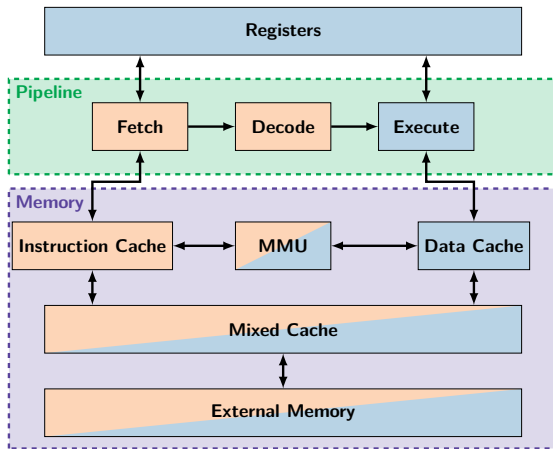 Registers
Pipeline
Fetch
Decode
Execute
Memory
Instruction Cache
MMU
Data Cache
Mixed Cache
External Memory